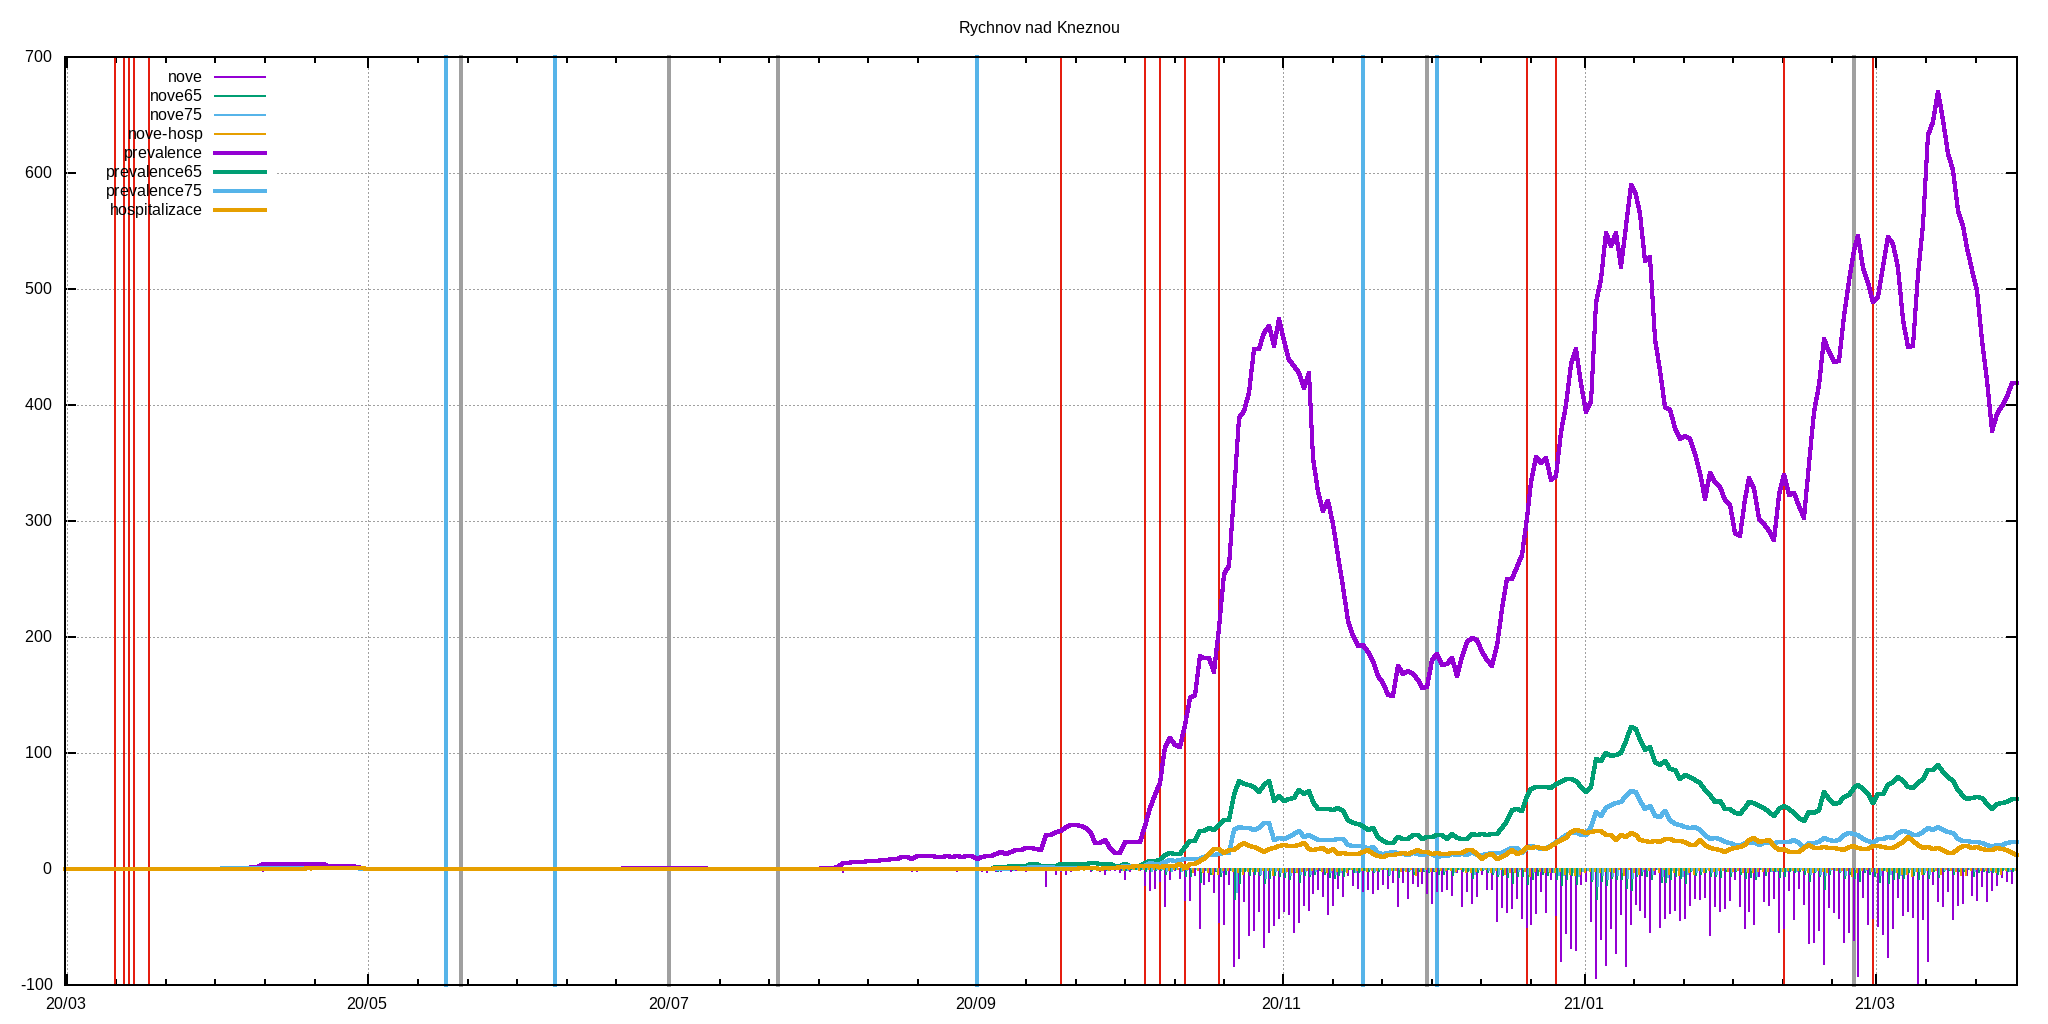 Rychnov nad Kneznou
700
600
500
400
300
200
100
0
-100
nove
nove65
nove75
nove-hosp
prevalence
prevalence65
prevalence75
hospitalizace
20/03 20/05 20/07 20/09 20/11 21/01 21/03